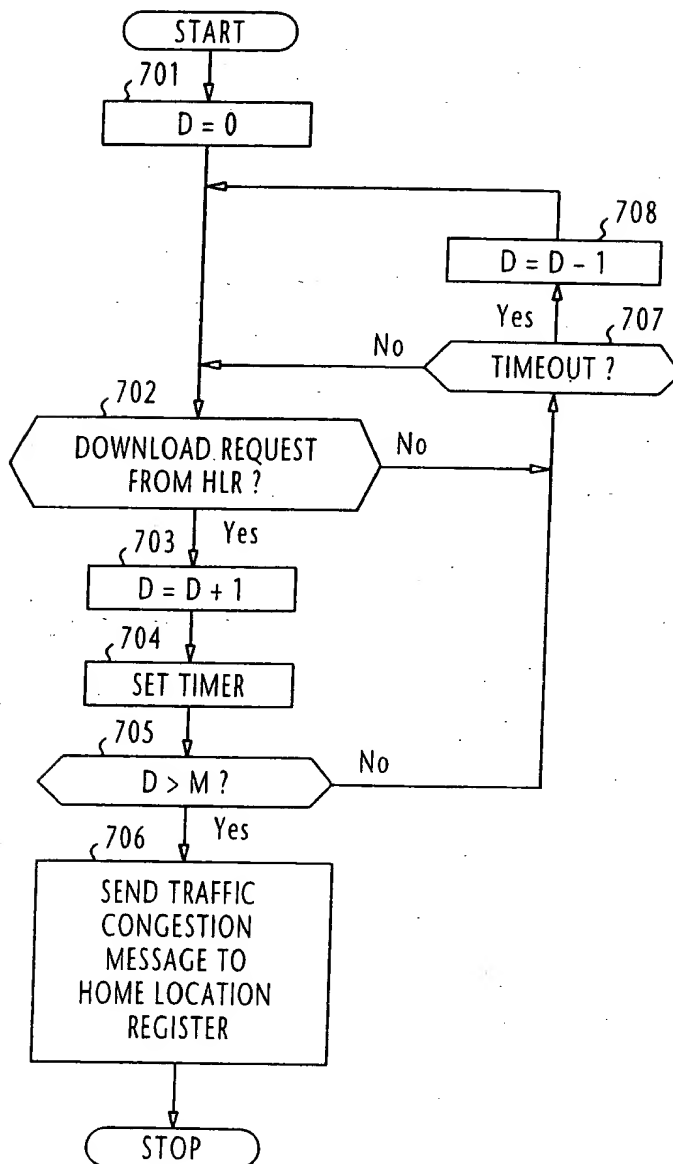 START
701
D = 0
708
D = D - 1
Yes
707
No
TIMEOUT ?
702
DOWNLOAD REQUEST
FROM HLR ?
No
Yes
703
D = D + 1
704
SET TIMER
705
D > M ?
No
Yes
706
SEND TRAFFIC
CONGESTION
MESSAGE TO
HOME LOCATION
REGISTER
STOP